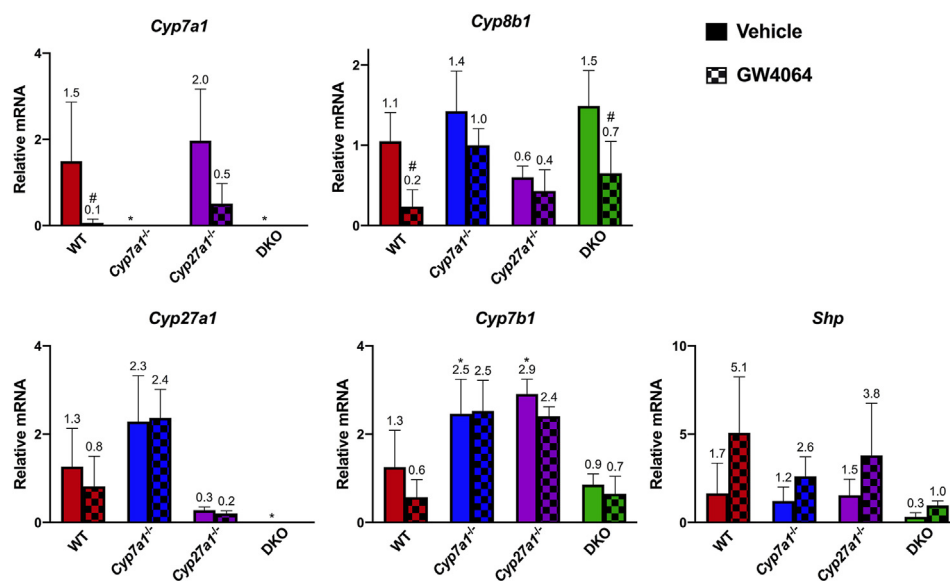 Cyp7a1
Relative mRNA
4
2
0
1.5
#
0.1
*
2.0
0.5
*
WT
Cyp7a1-/-
Cyp27a1-/-
DKO
Cyp8b1
Relative mRNA
2
1
0
1.1
#
0.2
1.4
1.0
0.6
0.4
1.5
#
0.7
WT
Cyp7a1-/-
Cyp27a1-/-
DKO
Vehicle
GW4064
Cyp27a1
Relative mRNA
4
2
0
1.3
0.8
2.3
2.4
0.3
0.2
*
WT
Cyp7a1-/-
Cyp27a1-/-
DKO
Cyp7b1
Relative mRNA
4
2
0
1.3
0.6
*
2.5
2.5
*
2.9
2.4
0.9
0.7
WT
Cyp7a1-/-
Cyp27a1-/-
DKO
Shp
Relative mRNA
10
5
0
1.7
5.1
1.2
2.6
1.5
3.8
0.3
1.0
WT
Cyp7a1-/-
Cyp27a1-/-
DKO